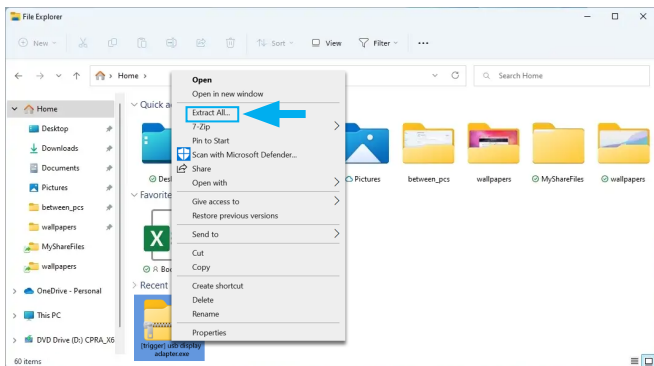 File Explorer
New Sort View Filter
Home Search Home
Home
Desktop
Downloads
Documents
Pictures
between_pcs
wallpapers
MyShareFiles
wallpapers
OneDrive - Personal
This PC
DVD Drive (D:) CPRA_X6
60 items
Quick a
Des
Pictures between_pcs wallpapers MyShareFiles wallpapers
Favorite
Boo
Recent
[trigger] usb display
adapter.exe
Open
Open in new window
Extract All...
7-Zip
Pin to Start
Scan with Microsoft Defender...
Share
Open with
Give access to
Restore previous versions
Send to
Cut
Copy
Create shortcut
Delete
Rename
Properties